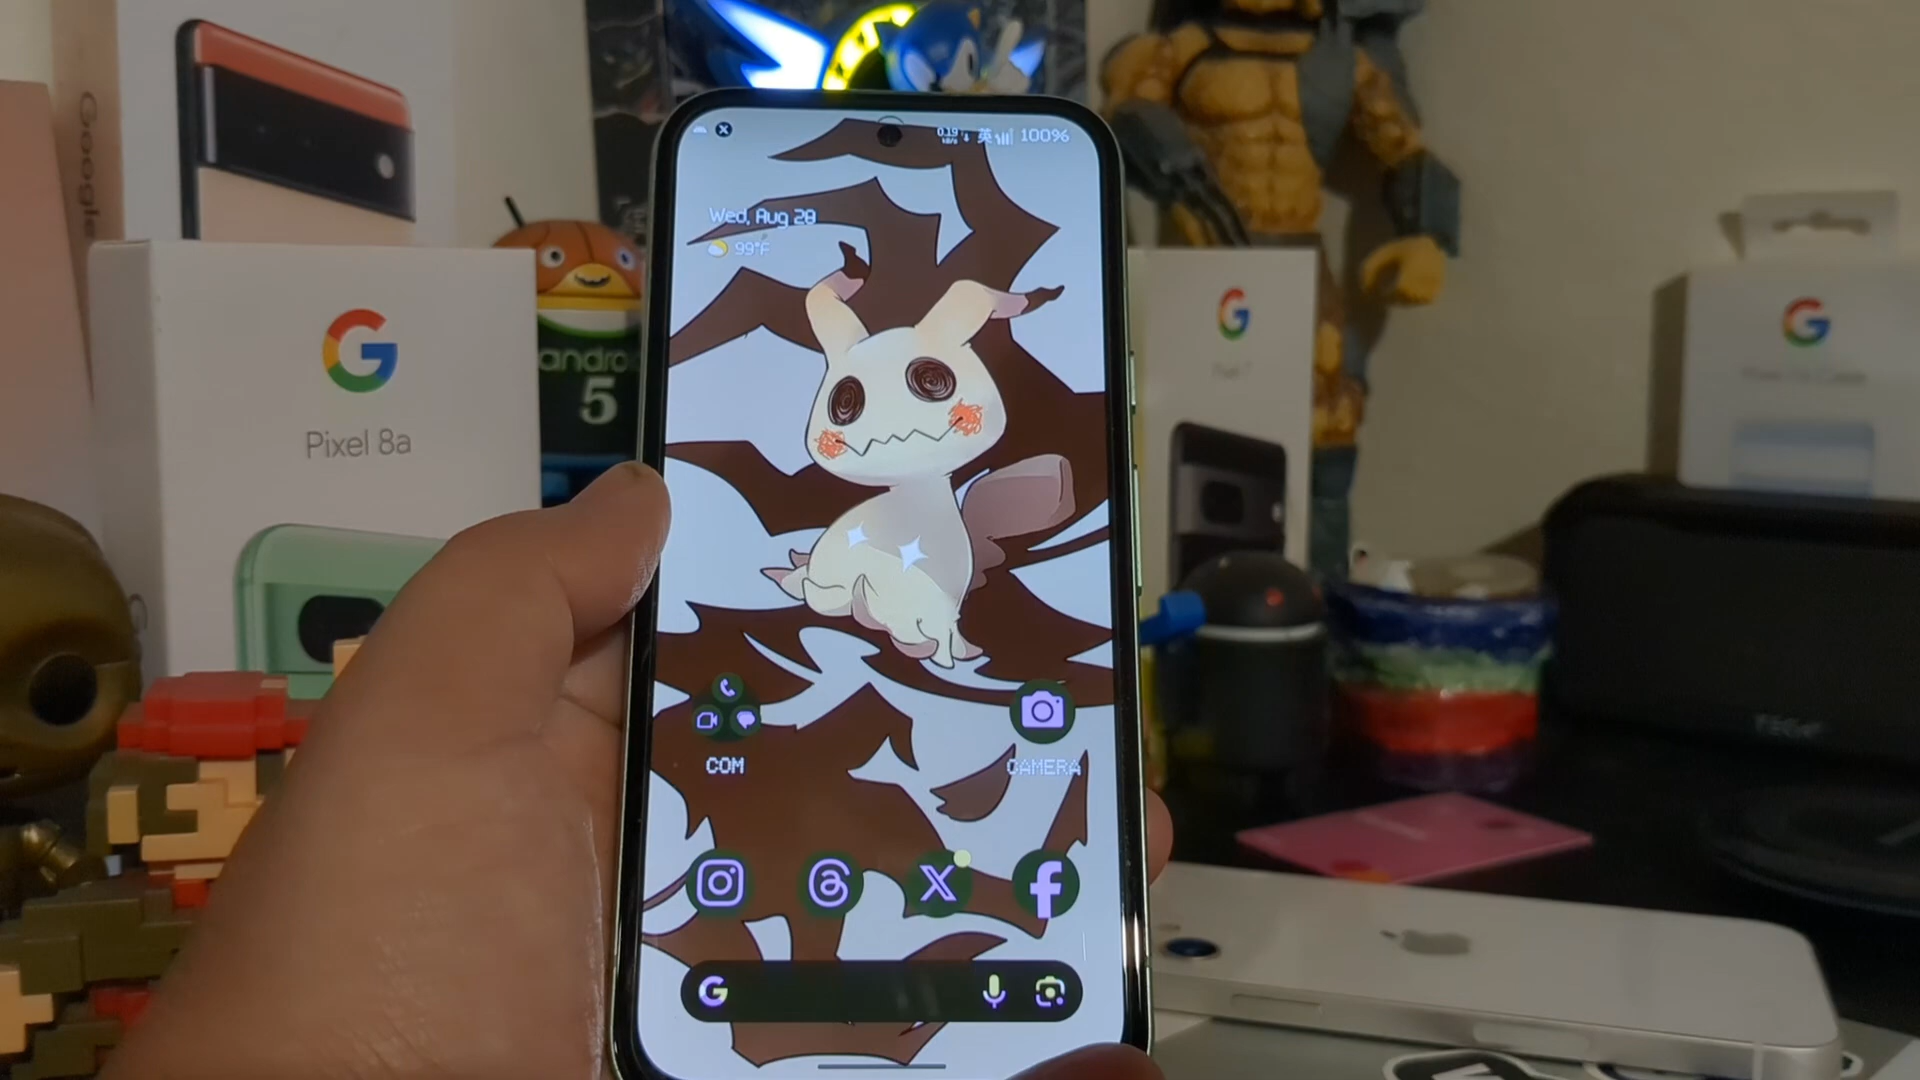 Google
G
Pixel 8a
android
5
0.19
英
100%
Wed, Aug 28
99°F
COM
CAMERA
G
G
G